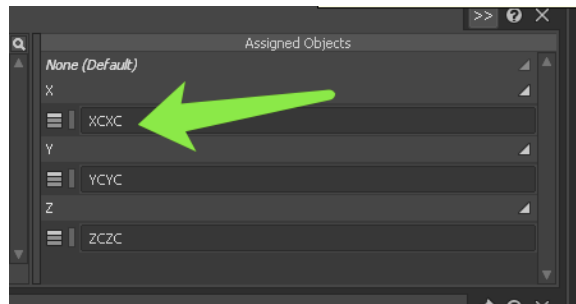 >>
Assigned Objects
None (Default)
X
XCXC
Y
YCYC
Z
ZCZC